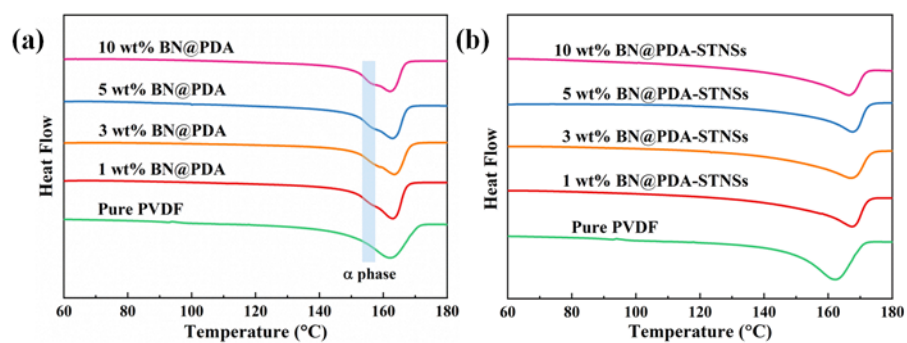 (a)
10 wt% BN@PDA
5 wt% BN@PDA
3 wt% BN@PDA
1 wt% BN@PDA
Pure PVDF
α phase
Heat Flow
60 80 100 120 140 160 180
Temperature (°C)
(b)
10 wt% BN@PDA-STNSs
5 wt% BN@PDA-STNSs
3 wt% BN@PDA-STNSs
1 wt% BN@PDA-STNSs
Pure PVDF
Heat Flow
60 80 100 120 140 160 180
Temperature (°C)